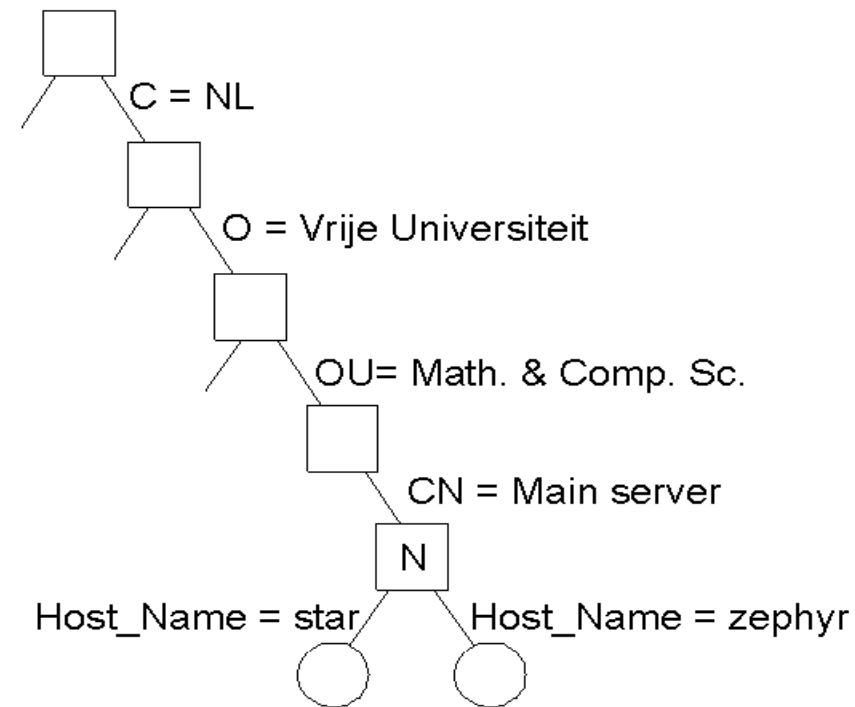 C = NL
O = Vrije Universiteit
OU= Math. & Comp. Sc.
CN = Main server
N
Host_Name = star
Host_Name = zephyr